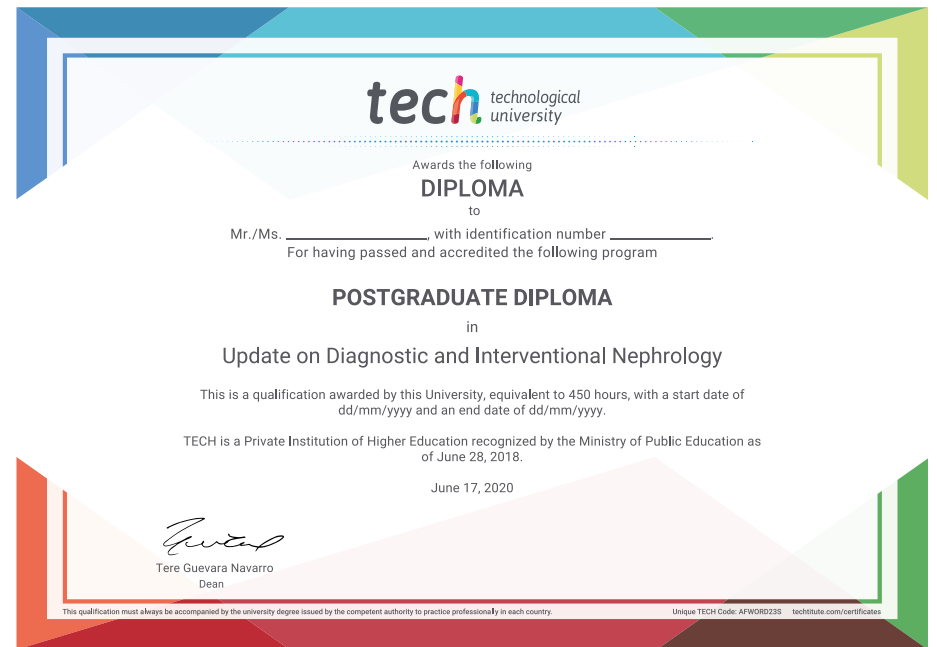 tech technological
university
Awards the following
DIPLOMA
to
Mr./Ms. ____________________, with identification number ______________.
For having passed and accredited the following program
POSTGRADUATE DIPLOMA
in
Update on Diagnostic and Interventional Nephrology
This is a qualification awarded by this University, equivalent to 450 hours, with a start date of
dd/mm/yyyy and an end date of dd/mm/yyyy.
TECH is a Private Institution of Higher Education recognized by the Ministry of Public Education as
of June 28, 2018.
June 17, 2020
Tere Guevara Navarro
Dean
This qualification must always be accompanied by the university degree issued by the competent authority to practice professionally in each country.
Unique TECH Code: AFWORD23S techtitute.com/certificates